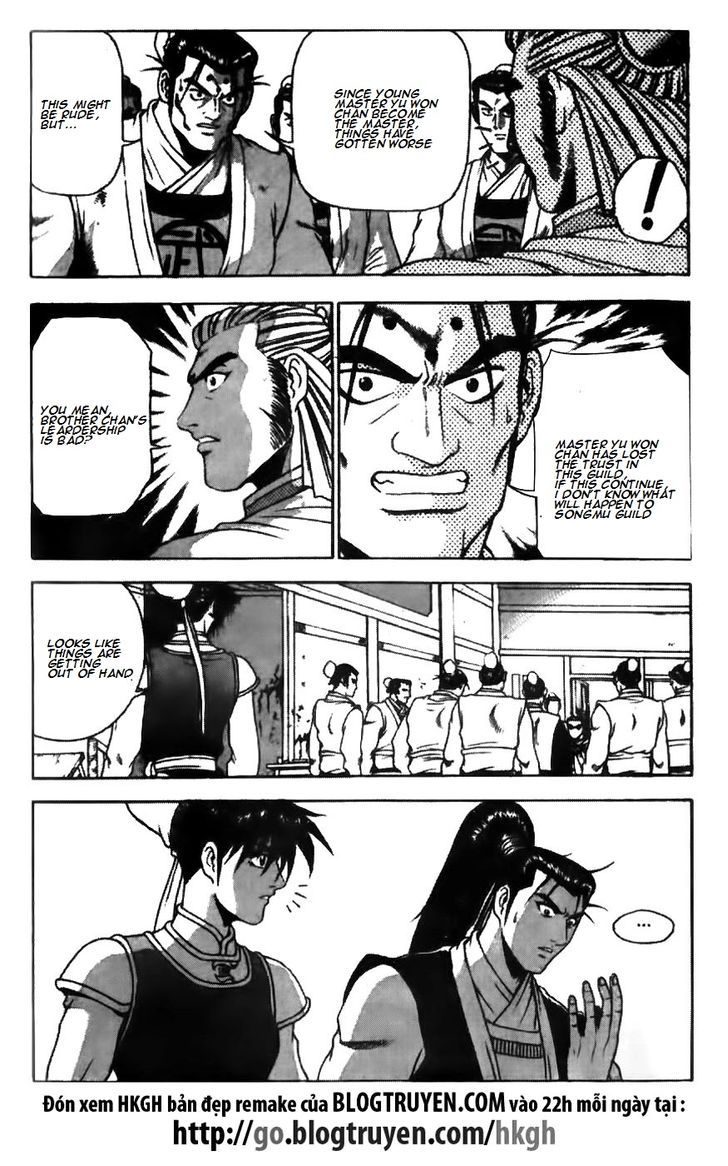 THIS MIGHT
BE RUDE,
BUT...
SINCE YOUNG
MASTER YU WON
CHAN BECOME
THE MASTER,
THINGS HAVE
GOTTEN WORSE
!
YOU MEAN,
BROTHER CHAN'S
LEARDERSHIP
IS BAD?
MASTER YU WON
CHAN HAS LOST
THE TRUST IN
THIS GUILD,
IF THIS CONTINUE,
I DON'T KNOW WHAT
WILL HAPPEN TO
SONGMU GUILD
LOOKS LIKE
THINGS ARE
GETTING
OUT OF HAND
...
Đón xem HKGH bản đẹp remake của BLOGTRUYEN.COM vào 22h mỗi ngày tại :
http://go.blogtruyen.com/hkgh